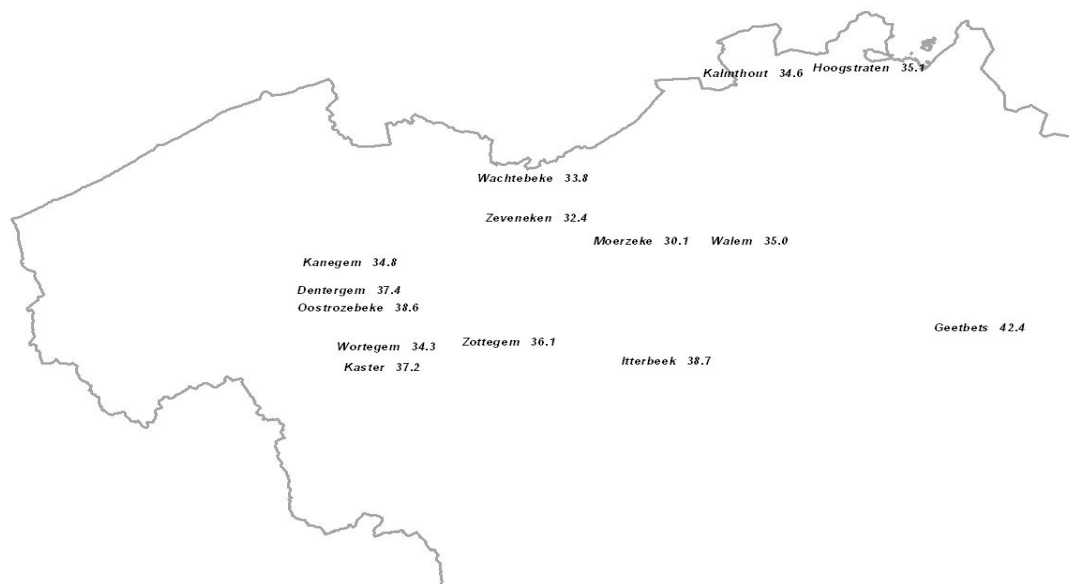 Kalmthout 34.6
Hoogstraten 35.1
Wachtebeke 33.8
Zeveneken 32.4
Moerzeke 30.1
Walem 35.0
Kanegem 34.8
Dentergem 37.4
Oostrozebeke 38.6
Geetbets 42.4
Wortegem 34.3
Zottegem 36.1
Itterbeek 38.7
Kaster 37.2